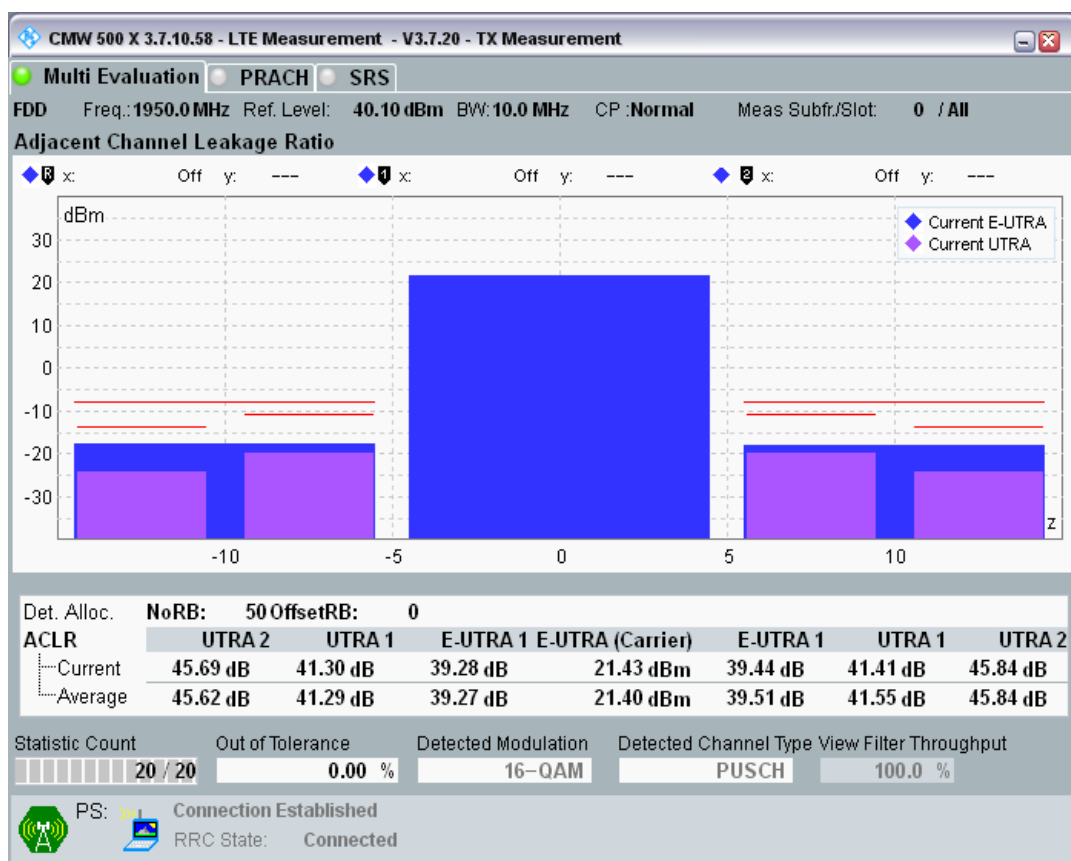 CMW 500 X 3.7.10.58 - LTE Measurement - V3.7.20 - TX Measurement
Multi Evaluation PRACH SRS
FDD Freq.: 1950.0 MHz Ref. Level: 40.10 dBm BW: 10.0 MHz CP : Normal Meas Subfr./Slot: 0 / All
Adjacent Channel Leakage Ratio
R x: Off y: --- 1 x: Off y: --- 2 x: Off y: ---
dBm
Current E-UTRA
Current UTRA
30
20
10
0
-10
-20
-30
z
-10 -5 0 5 10
Det. Alloc. NoRB: 50 OffsetRB: 0
ACLR UTRA 2 UTRA 1 E-UTRA 1 E-UTRA (Carrier) E-UTRA 1 UTRA 1 UTRA 2
Current 45.69 dB 41.30 dB 39.28 dB 21.43 dBm 39.44 dB 41.41 dB 45.84 dB
Average 45.62 dB 41.29 dB 39.27 dB 21.40 dBm 39.51 dB 41.55 dB 45.84 dB
Statistic Count Out of Tolerance Detected Modulation Detected Channel Type View Filter Throughput
20 / 20 0.00 % 16-QAM PUSCH 100.0 %
PS: Connection Established
RRC State: Connected